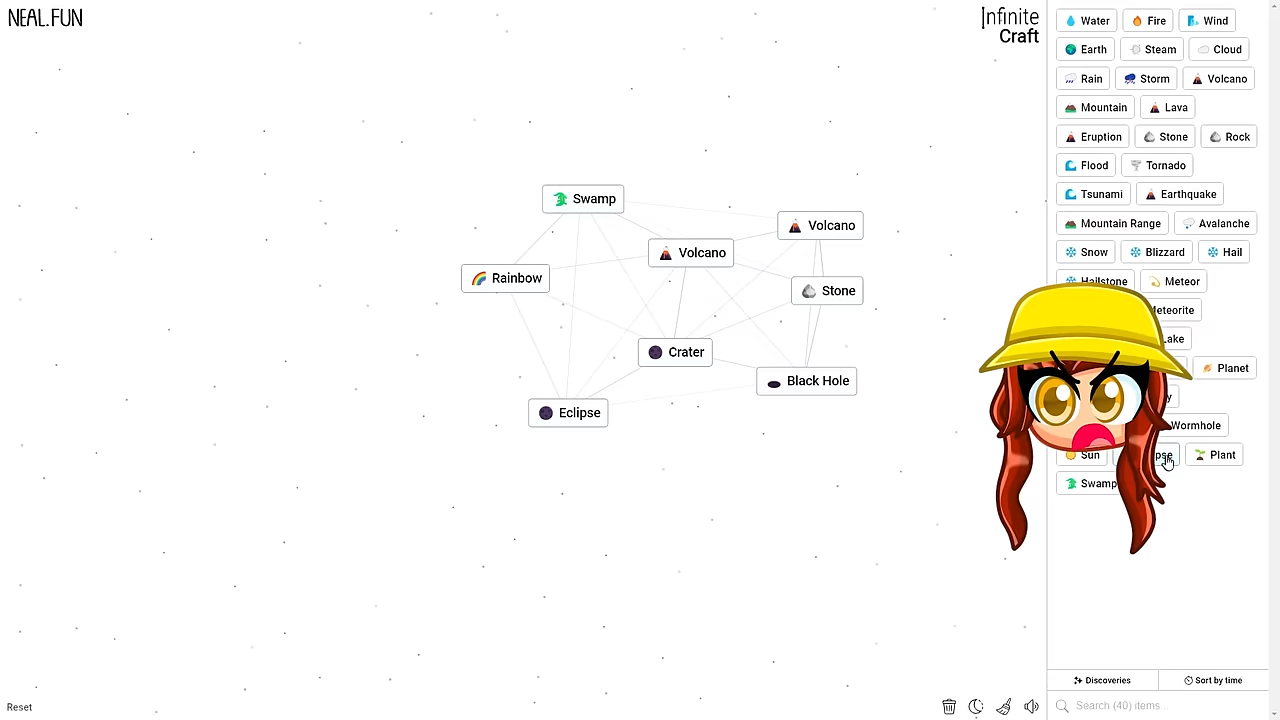 NEAL.FUN
Infinite
Craft
Swamp
Volcano
Volcano
Rainbow
Stone
Crater
Black Hole
Eclipse
Water Fire Wind
Earth Steam Cloud
Rain Storm Volcano
Mountain Lava
Eruption Stone Rock
Flood Tornado
Tsunami Earthquake
Mountain Range Avalanche
Snow Blizzard Hail
Hailstone Meteor
Meteorite
Planet
Wormhole
Sun Plant
Swamp
Reset
Discoveries Sort by time
Search (40) items...